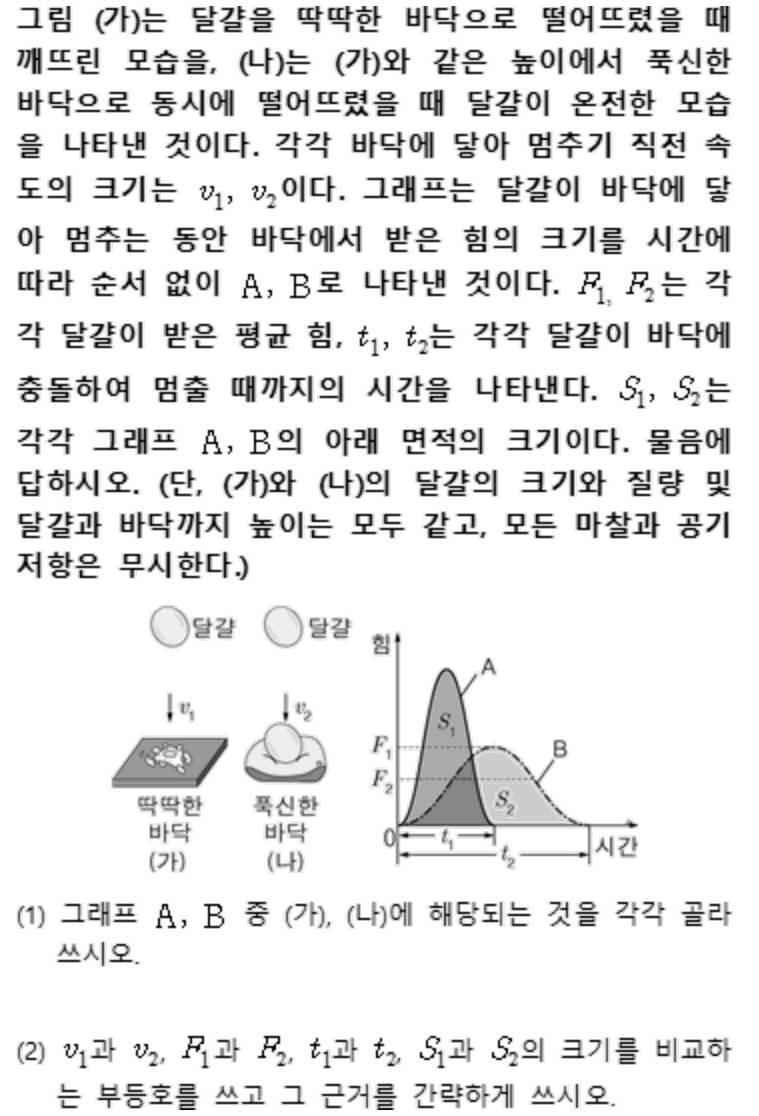 그림 (가)는 달걀을 딱딱한 바닥으로 떨어뜨렸을 때
깨뜨린 모습을, (나)는 (가)와 같은 높이에서 푹신한
바닥으로 동시에 떨어뜨렸을 때 달걀이 온전한 모습
을 나타낸 것이다. 각각 바닥에 닿아 멈추기 직전 속
도의 크기는 v₁, v₂이다. 그래프는 달걀이 바닥에 닿
아 멈추는 동안 바닥에서 받은 힘의 크기를 시간에
따라 순서 없이 A, B로 나타낸 것이다. F₁, F₂는 각
각 달걀이 받은 평균 힘, t₁, t₂는 각각 달걀이 바닥에
충돌하여 멈출 때까지의 시간을 나타낸다. S₁, S₂는
각각 그래프 A, B의 아래 면적의 크기이다. 물음에
답하시오. (단, (가)와 (나)의 달걀의 크기와 질량 및
달걀과 바닥까지 높이는 모두 같고, 모든 마찰과 공기
저항은 무시한다.)
달걀 달걀
v₁ v₂
딱딱한 바닥 (가)
푹신한 바닥 (나)
힘
A
S₁
F₁
B
F₂
S₂
0
t₁
t₂
시간
(1) 그래프 A, B 중 (가), (나)에 해당되는 것을 각각 골라
쓰시오.
(2) v₁과 v₂, F₁과 F₂, t₁과 t₂, S₁과 S₂의 크기를 비교하
는 부등호를 쓰고 그 근거를 간략하게 쓰시오.